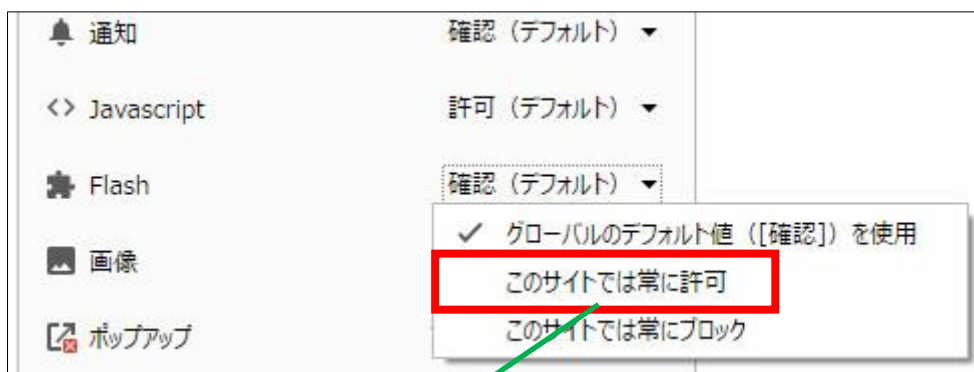 通知 確認（デフォルト）
Javascript 許可（デフォルト）
Flash 確認（デフォルト）
グローバルのデフォルト値（[確認]）を使用
画像
このサイトでは常に許可
ポップアップ
このサイトでは常にブロック